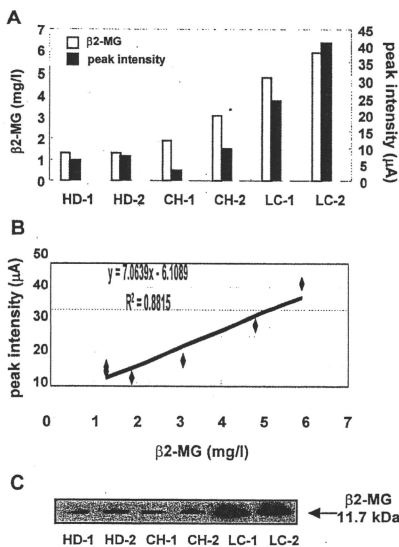 A
β2-MG
peak intensity
β2-MG (mg/l)
7
6
5
4
3
2
1
0
45
40
35
30
25
20
15
10
5
0
peak intensity (μA)
HD-1 HD-2 CH-1 CH-2 LC-1 LC-2
B
y = 7.0639x - 6.1089
R² = 0.8815
peak intensity (μA)
50
40
30
20
10
0 1 2 3 4 5 6 7
β2-MG (mg/l)
C
β2-MG
11.7 kDa
HD-1 HD-2 CH-1 CH-2 LC-1 LC-2